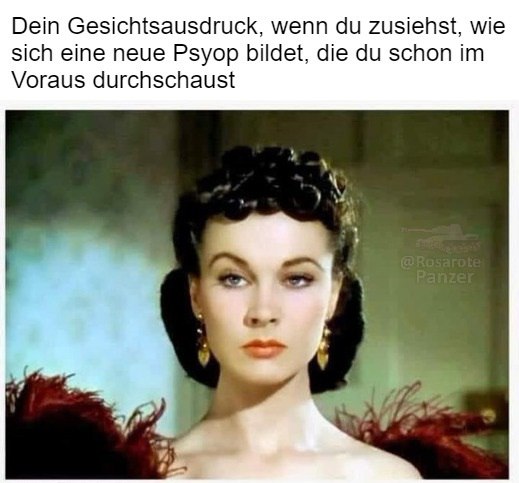 Dein Gesichtsausdruck, wenn du zusiehst, wie
sich eine neue Psyop bildet, die du schon im
Voraus durchschaust
@Rosarote
Panzer